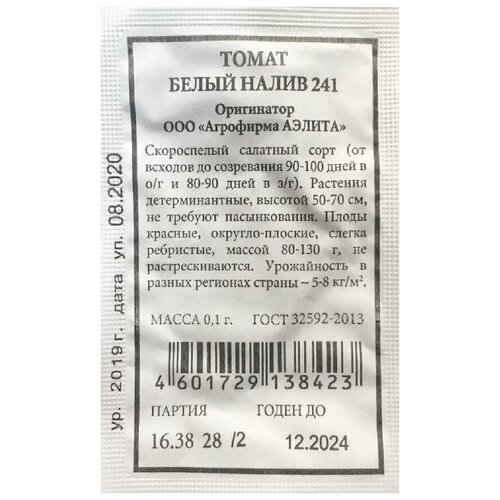 ТОМАТ
БЕЛЫЙ НАЛИВ 241
Оригинатор
ООО «Агрофирма АЭЛИТА»
Скороспелый салатный сорт (от
всходов до созревания 90-100 дней в
о/г и 80-90 дней в з/г). Растения
детерминантные, высотой 50-70 см,
не требуют пасынкования. Плоды
красные, округло-плоские, слегка
ребристые, массой 80-130 г, не
растрескиваются. Урожайность в
разных регионах страны – 5-8 кг/м².
МАССА 0,1 г. ГОСТ 32592-2013
4 601729 138423
ПАРТИЯ ГОДЕН ДО
16.38 28 /2 12.2024
ур. 2019 г. дата уп. 08.2020